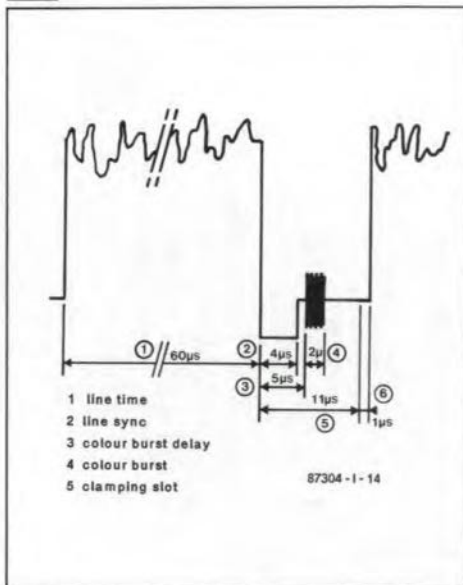 ① 60µs ② 4µs 2µ ④
③ 5µs
11µs ⑥
⑤ 1µs
1 line time
2 line sync
3 colour burst delay
4 colour burst
5 clamping slot
87304 - I - 14